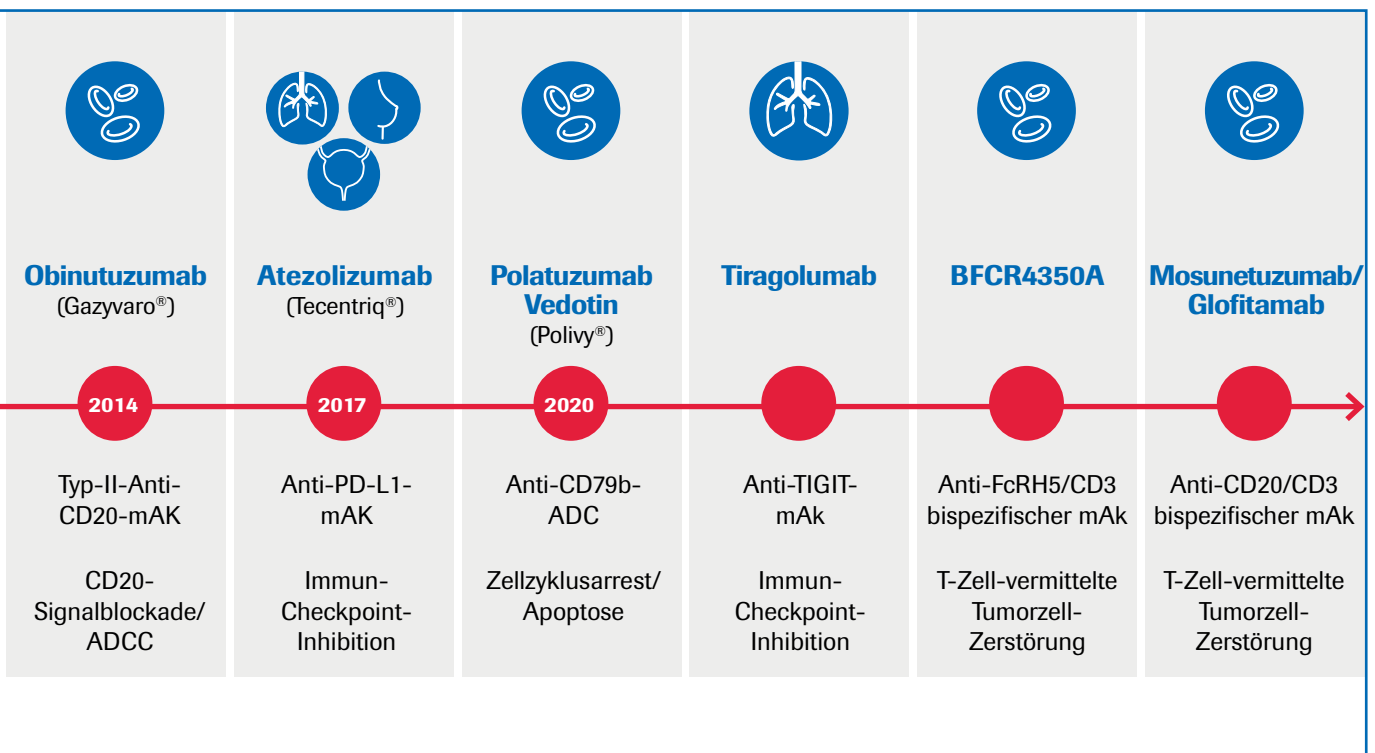 Obinutuzumab
(Gazyvaro®)
2014
Typ-II-Anti-
CD20-mAK
CD20-
Signalblockade/
ADCC
Atezolizumab
(Tecentriq®)
2017
Anti-PD-L1-
mAK
Immun-
Checkpoint-
Inhibition
Polatuzumab
Vedotin
(Polivy®)
2020
Anti-CD79b-
ADC
Zellzyklusarrest/
Apoptose
Tiragolumab
Anti-TIGIT-
mAk
Immun-
Checkpoint-
Inhibition
BFCR4350A
Anti-FcRH5/CD3
bispezifischer mAk
T-Zell-vermittelte
Tumorzell-
Zerstörung
Mosunetuzumab/
Glofitamab
Anti-CD20/CD3
bispezifischer mAk
T-Zell-vermittelte
Tumorzell-
Zerstörung